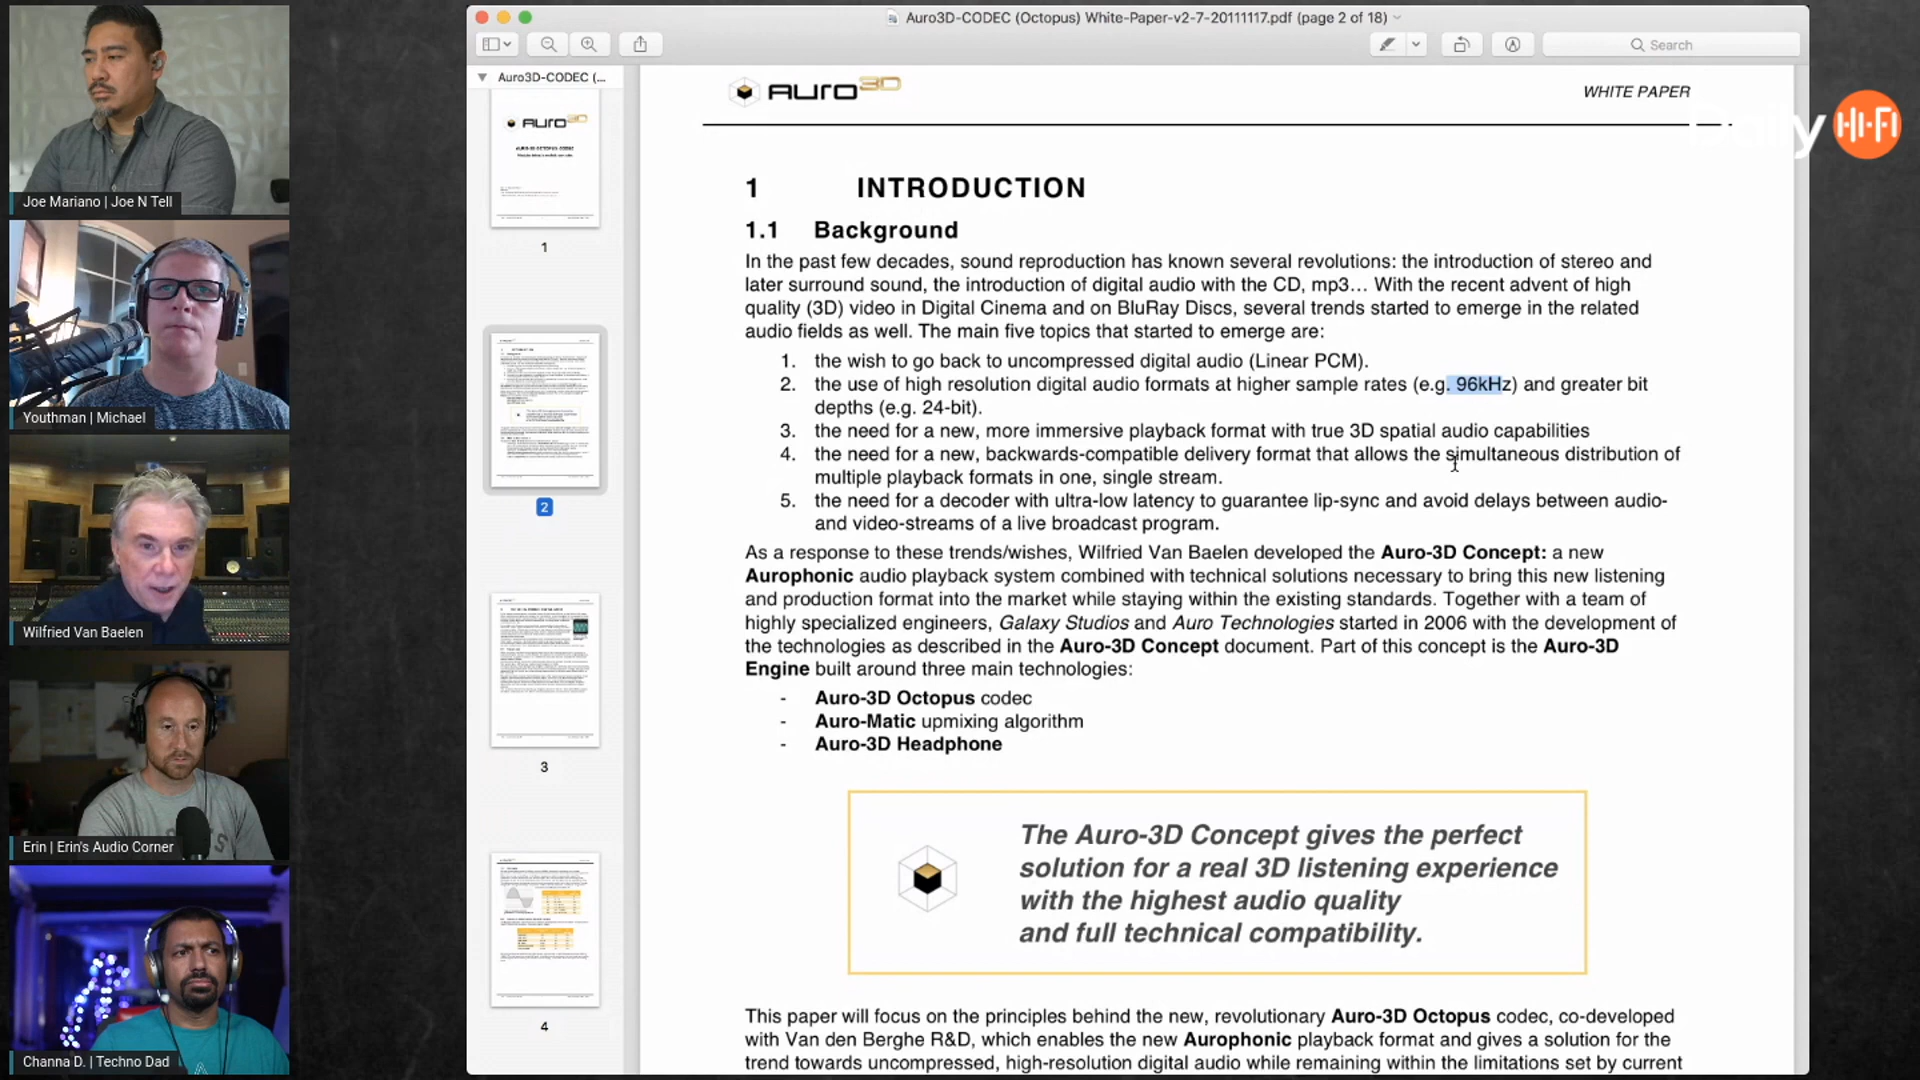 Auro3D-CODEC (Octopus) White-Paper-v2-7-20111117.pdf (page 2 of 18)
Search
Auro3D-CODEC (...
AURO 3D
1
2
3
4
AURO 3D
WHITE PAPER
Daily HI-FI
1 INTRODUCTION
1.1 Background
In the past few decades, sound reproduction has known several revolutions: the introduction of stereo and
later surround sound, the introduction of digital audio with the CD, mp3... With the recent advent of high
quality (3D) video in Digital Cinema and on BluRay Discs, several trends started to emerge in the related
audio fields as well. The main five topics that started to emerge are:
1. the wish to go back to uncompressed digital audio (Linear PCM).
2. the use of high resolution digital audio formats at higher sample rates (e.g. 96kHz) and greater bit
depths (e.g. 24-bit).
3. the need for a new, more immersive playback format with true 3D spatial audio capabilities
4. the need for a new, backwards-compatible delivery format that allows the simultaneous distribution of
multiple playback formats in one, single stream.
5. the need for a decoder with ultra-low latency to guarantee lip-sync and avoid delays between audio-
and video-streams of a live broadcast program.
As a response to these trends/wishes, Wilfried Van Baelen developed the Auro-3D Concept: a new
Aurophonic audio playback system combined with technical solutions necessary to bring this new listening
and production format into the market while staying within the existing standards. Together with a team of
highly specialized engineers, Galaxy Studios and Auro Technologies started in 2006 with the development of
the technologies as described in the Auro-3D Concept document. Part of this concept is the Auro-3D
Engine built around three main technologies:
- Auro-3D Octopus codec
- Auro-Matic upmixing algorithm
- Auro-3D Headphone
The Auro-3D Concept gives the perfect
solution for a real 3D listening experience
with the highest audio quality
and full technical compatibility.
This paper will focus on the principles behind the new, revolutionary Auro-3D Octopus codec, co-developed
with Van den Berghe R&D, which enables the new Aurophonic playback format and gives a solution for the
trend towards uncompressed, high-resolution digital audio while remaining within the limitations set by current
Joe Mariano | Joe N Tell
Youthman | Michael
Wilfried Van Baelen
Erin | Erin's Audio Corner
Channa D. | Techno Dad